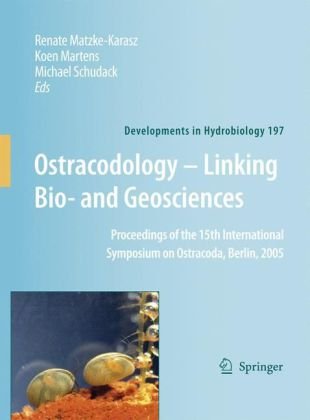 Renate Matzke-Karasz
Koen Martens
Michael Schudack
Eds
Developments in Hydrobiology 197
Ostracodology – Linking
Bio- and Geosciences
Proceedings of the 15th International
Symposium on Ostracoda, Berlin, 2005
Springer